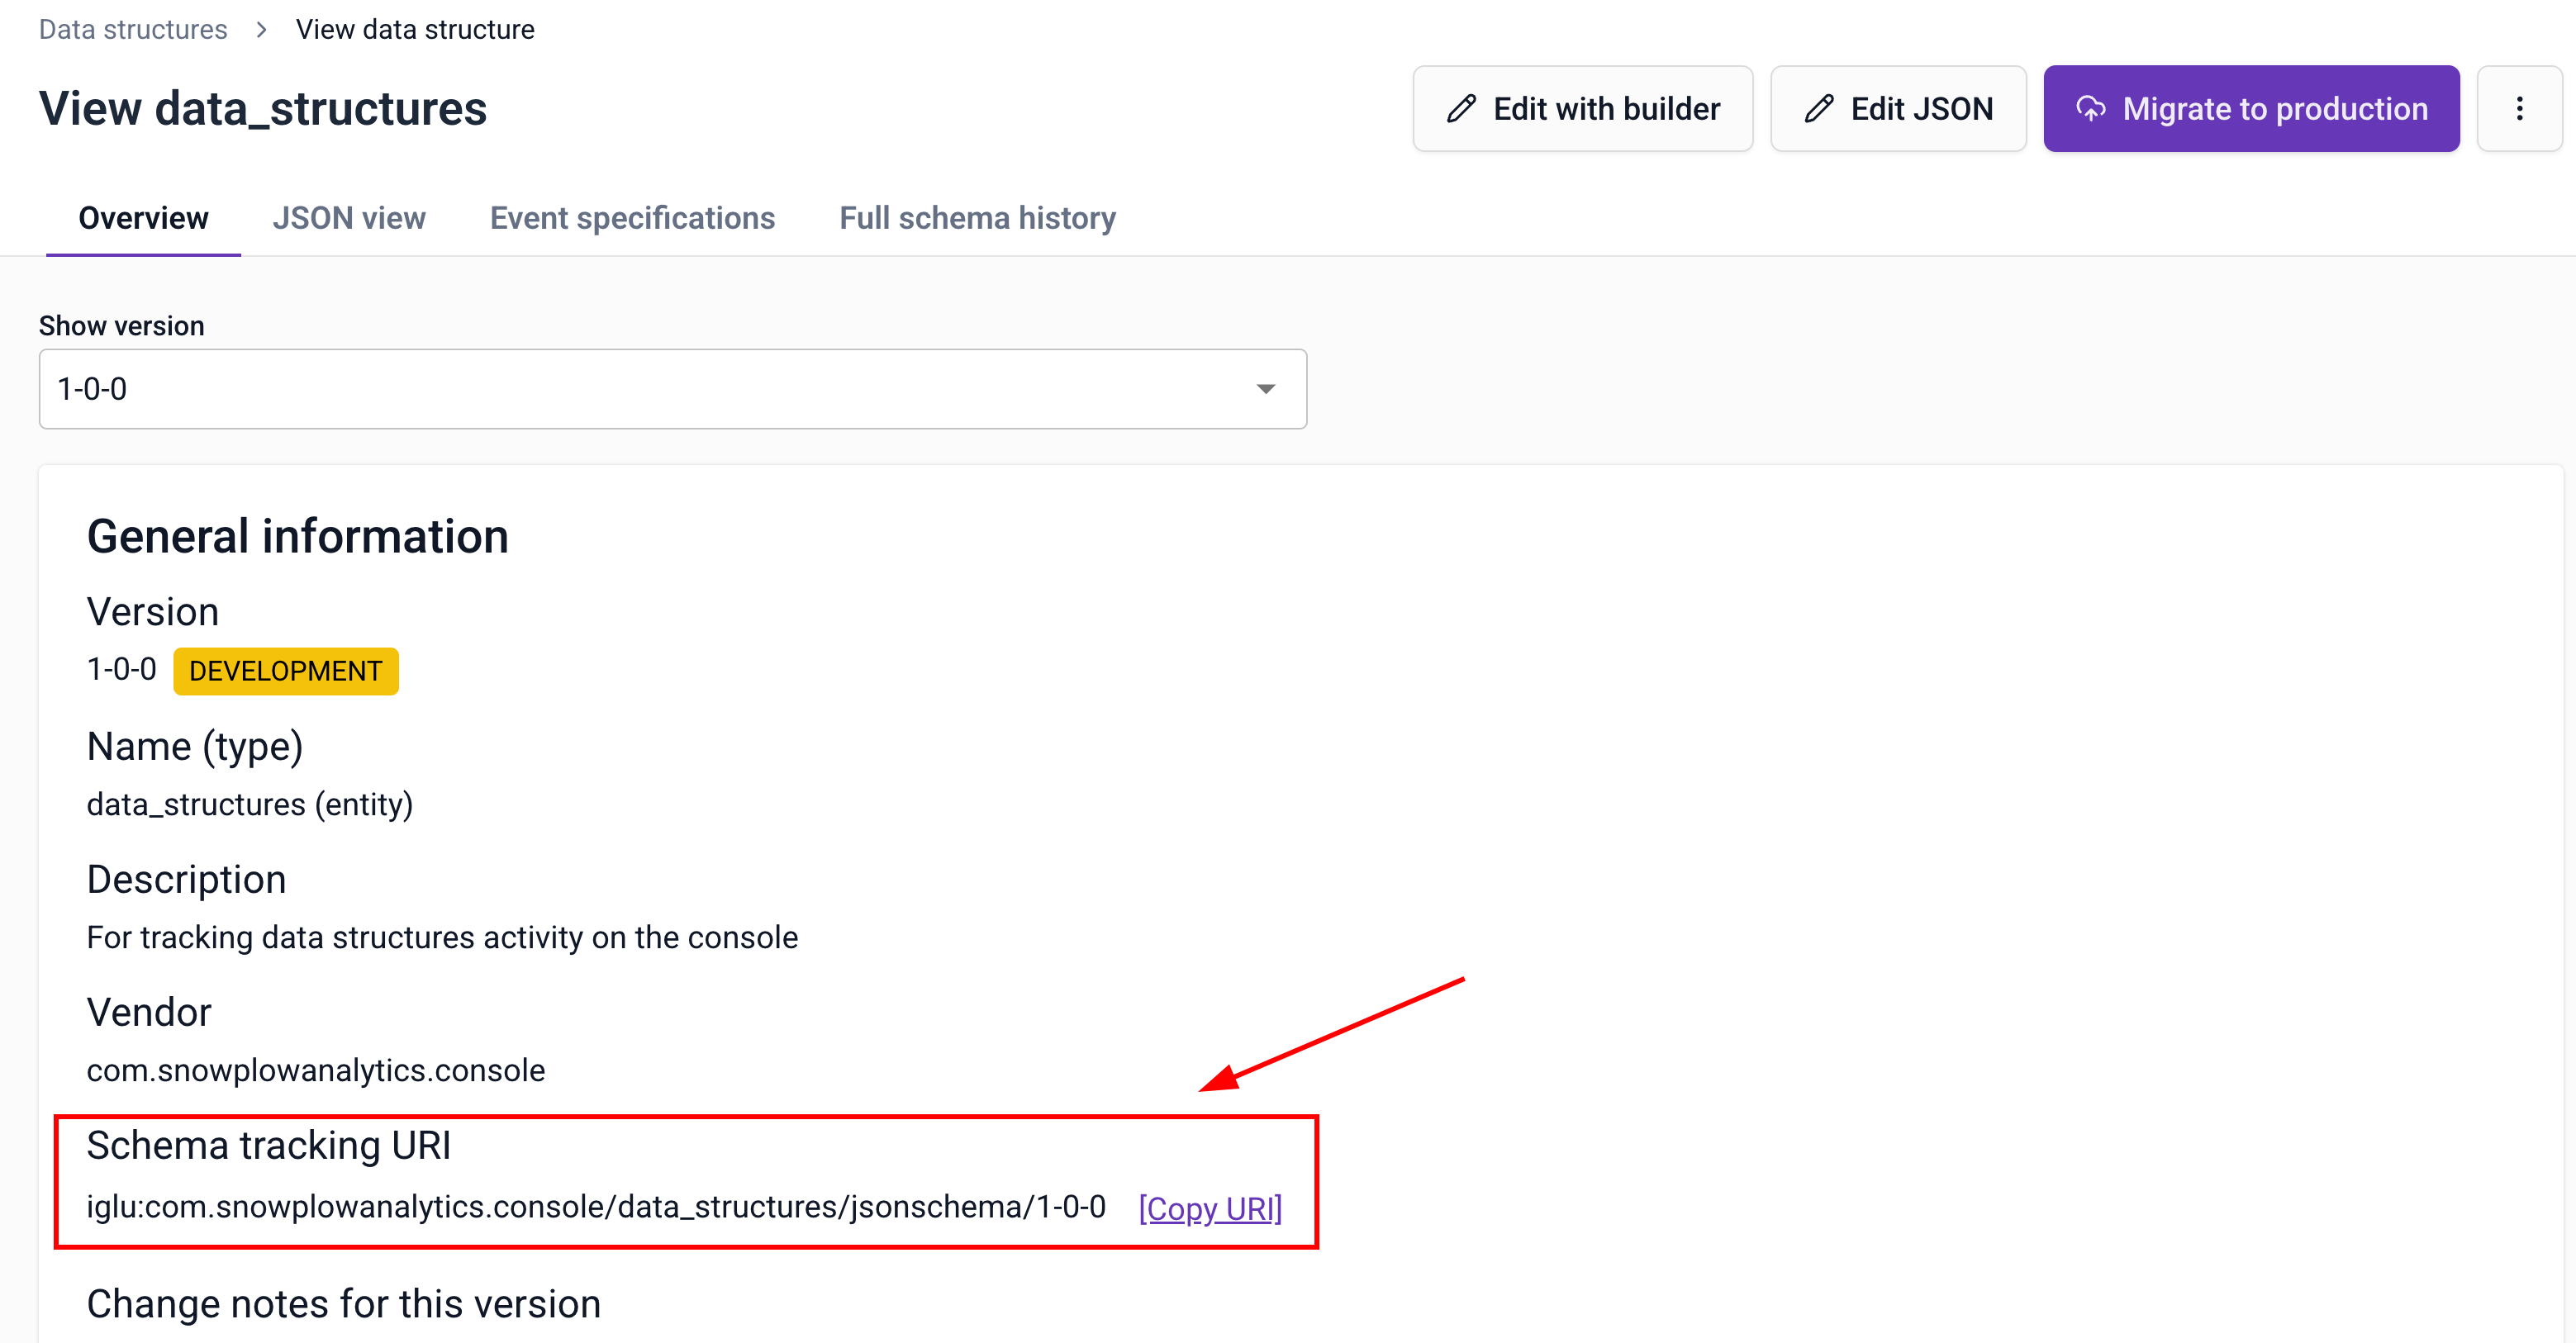 Data structures > View data structure
View data_structures
Edit with builder
Edit JSON
Migrate to production
Overview
JSON view
Event specifications
Full schema history
Show version
1-0-0
General information
Version
1-0-0 DEVELOPMENT
Name (type)
data_structures (entity)
Description
For tracking data structures activity on the console
Vendor
com.snowplowanalytics.console
Schema tracking URI
iglu:com.snowplowanalytics.console/data_structures/jsonschema/1-0-0 [Copy URI]
Change notes for this version